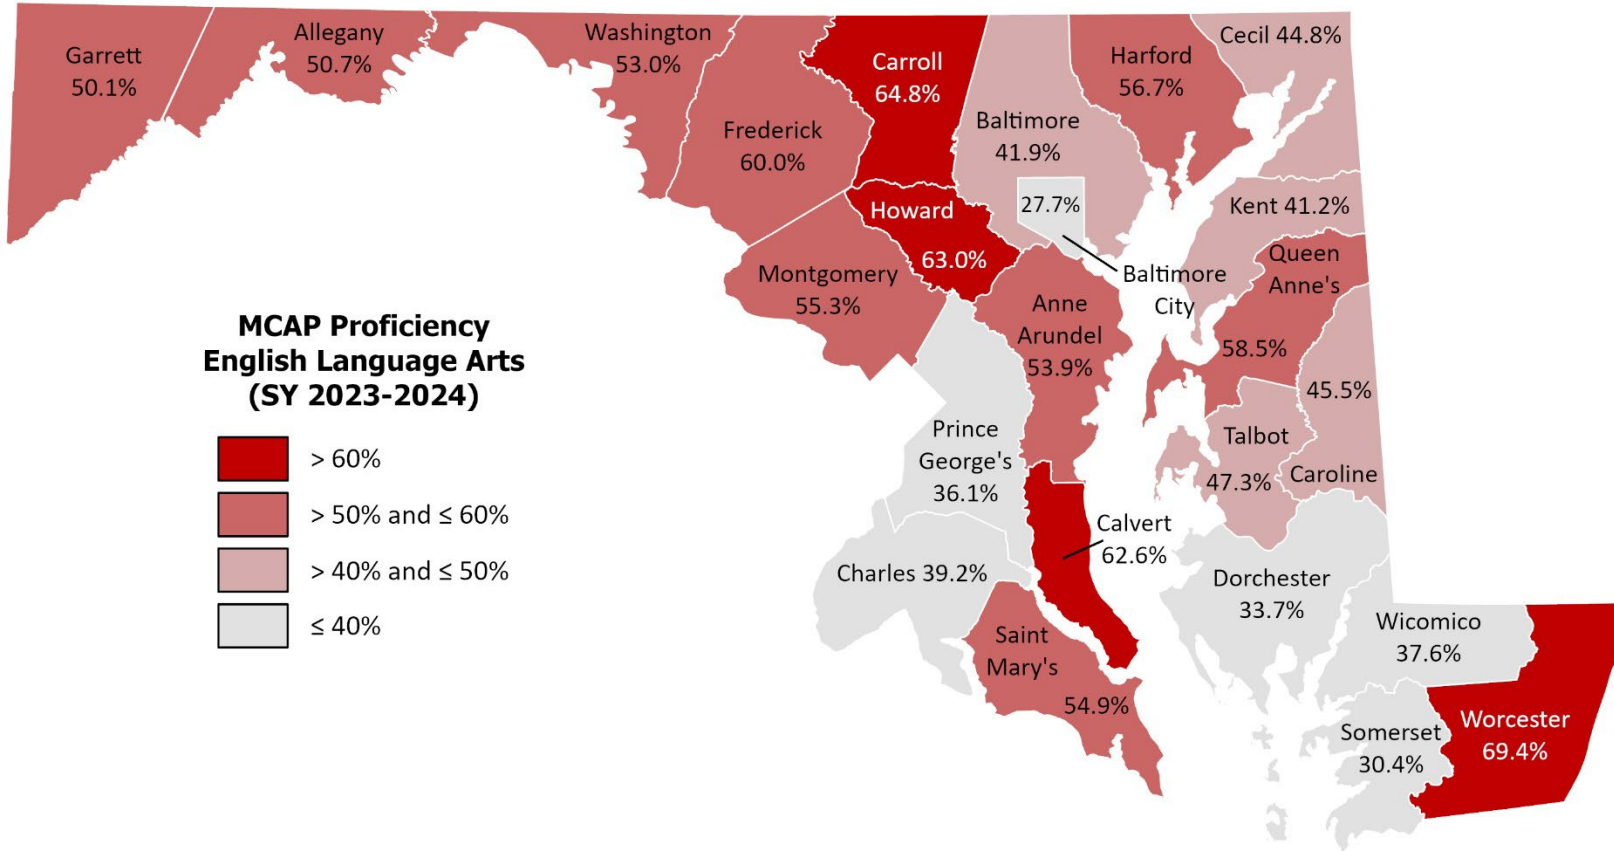 Garrett
50.1%
Allegany
50.7%
Washington
53.0%
Frederick
60.0%
Carroll
64.8%
Baltimore
41.9%
Harford
56.7%
Cecil 44.8%
Howard
63.0%
27.7%
Baltimore
City
Kent 41.2%
Queen
Anne's
58.5%
Montgomery
55.3%
Anne
Arundel
53.9%
MCAP Proficiency
English Language Arts
(SY 2023-2024)
> 60%
> 50% and ≤ 60%
> 40% and ≤ 50%
≤ 40%
Prince
George's
36.1%
Talbot
47.3%
45.5%
Caroline
Calvert
62.6%
Charles 39.2%
Dorchester
33.7%
Saint
Mary's
54.9%
Wicomico
37.6%
Somerset
30.4%
Worcester
69.4%